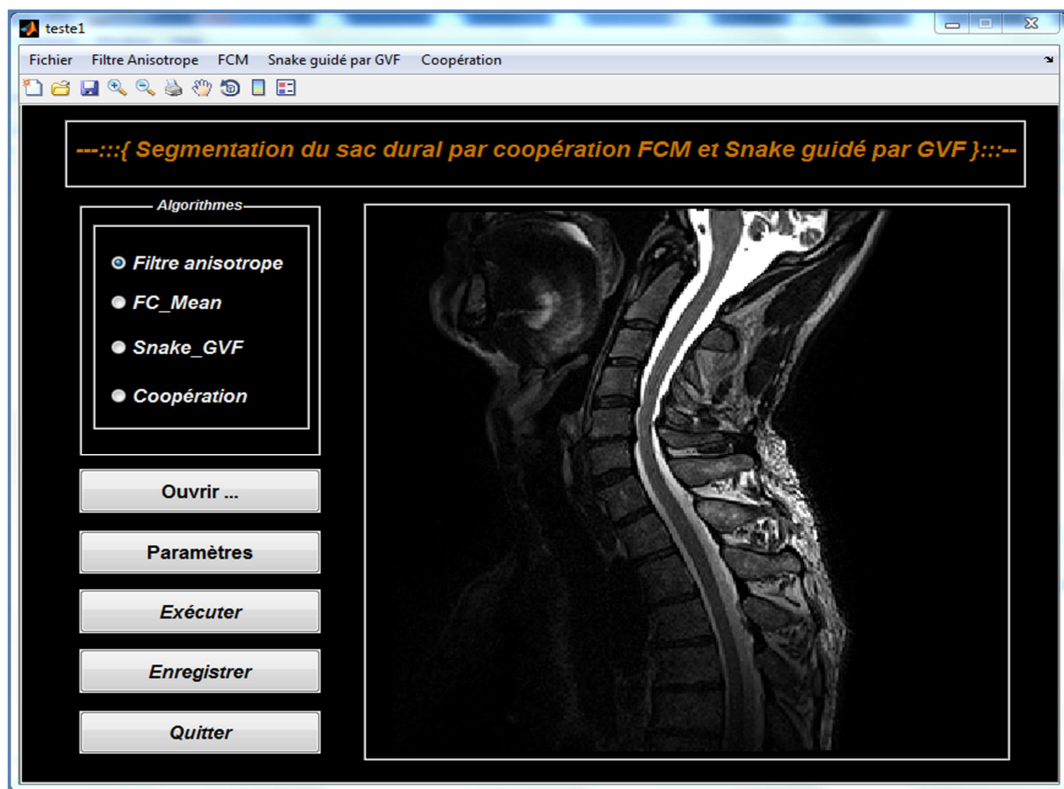 teste1
Fichier Filtre Anisotrope FCM Snake guidé par GVF Coopération
---:::{ Segmentation du sac dural par coopération FCM et Snake guidé par GVF }:::--
Algorithmes
Filtre anisotrope
FC_Mean
Snake_GVF
Coopération
Ouvrir ...
Paramètres
Exécuter
Enregistrer
Quitter